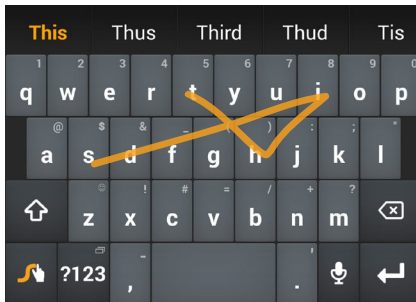 This Thus Third Thud Tis
1 2 3 4 5 6 7 8 9 0
q w e r t y u i o p
@ $ & _ ( ) : ; "
a s d f g h j k l
! # = / + ?
z x c v b n m
?123 , - . '